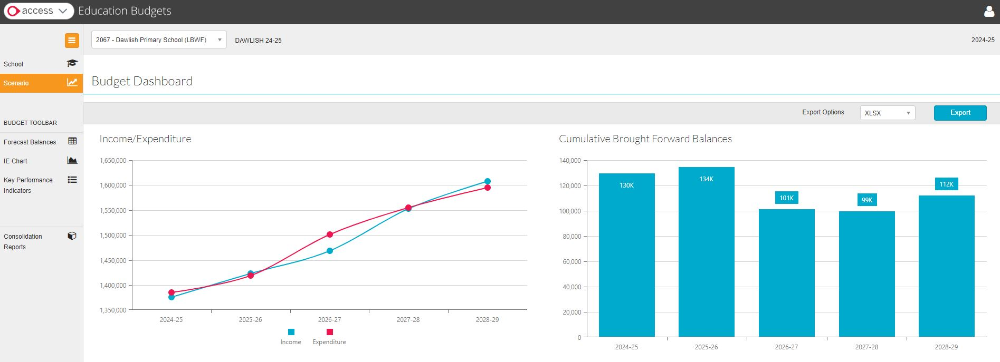 access Education Budgets
2067 - Dawlish Primary School (LBWF) DAWLISH 24-25 2024-25
School
Scenario
BUDGET TOOLBAR
Forecast Balances
IE Chart
Key Performance
Indicators
Consolidation
Reports
Budget Dashboard
Export Options XLSX Export
Income/Expenditure
1,650,000
1,600,000
1,550,000
1,500,000
1,450,000
1,400,000
1,350,000
2024-25 2025-26 2026-27 2027-28 2028-29
Income Expenditure
Cumulative Brought Forward Balances
140,000
120,000
100,000
80,000
60,000
40,000
20,000
0
130K 134K 101K 99K 112K
2024-25 2025-26 2026-27 2027-28 2028-29